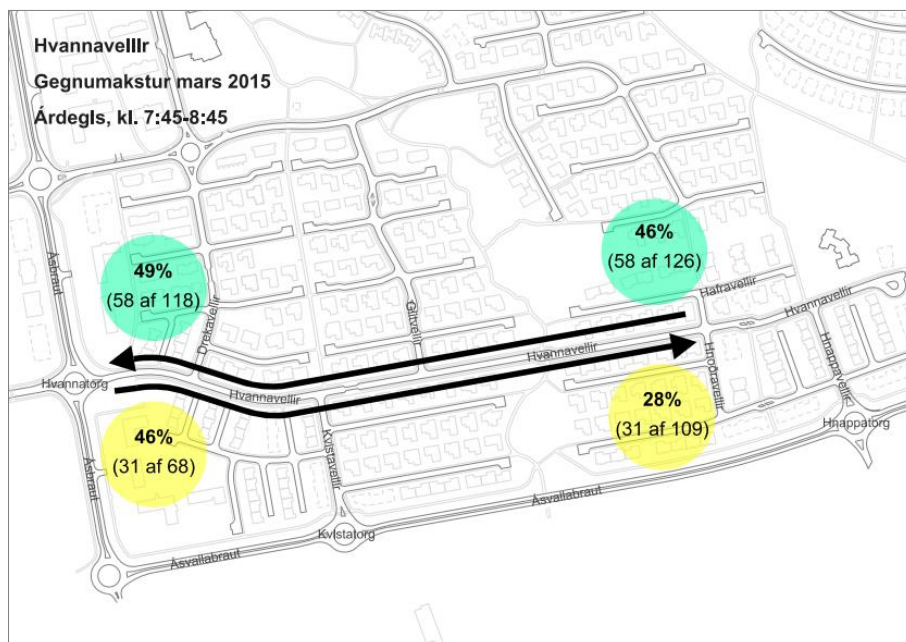 Hvannavellir
Gegnumakstur mars 2015
Árdegis, kl. 7:45-8:45
46%
(58 af 126)
49%
(58 af 118)
Ásbraut
Hafravellir
Hvannavellir
Drekavellir
Glitvellir
Hvannavellir
Hnoðravellir
Hnappavellir
Hvannatorg
Hvannavellir
28%
(31 af 109)
Hnappatorg
46%
(31 af 68)
Kvistavellir
Ásbraut
Ásvallabraut
Kvistatorg
Ásvallabraut